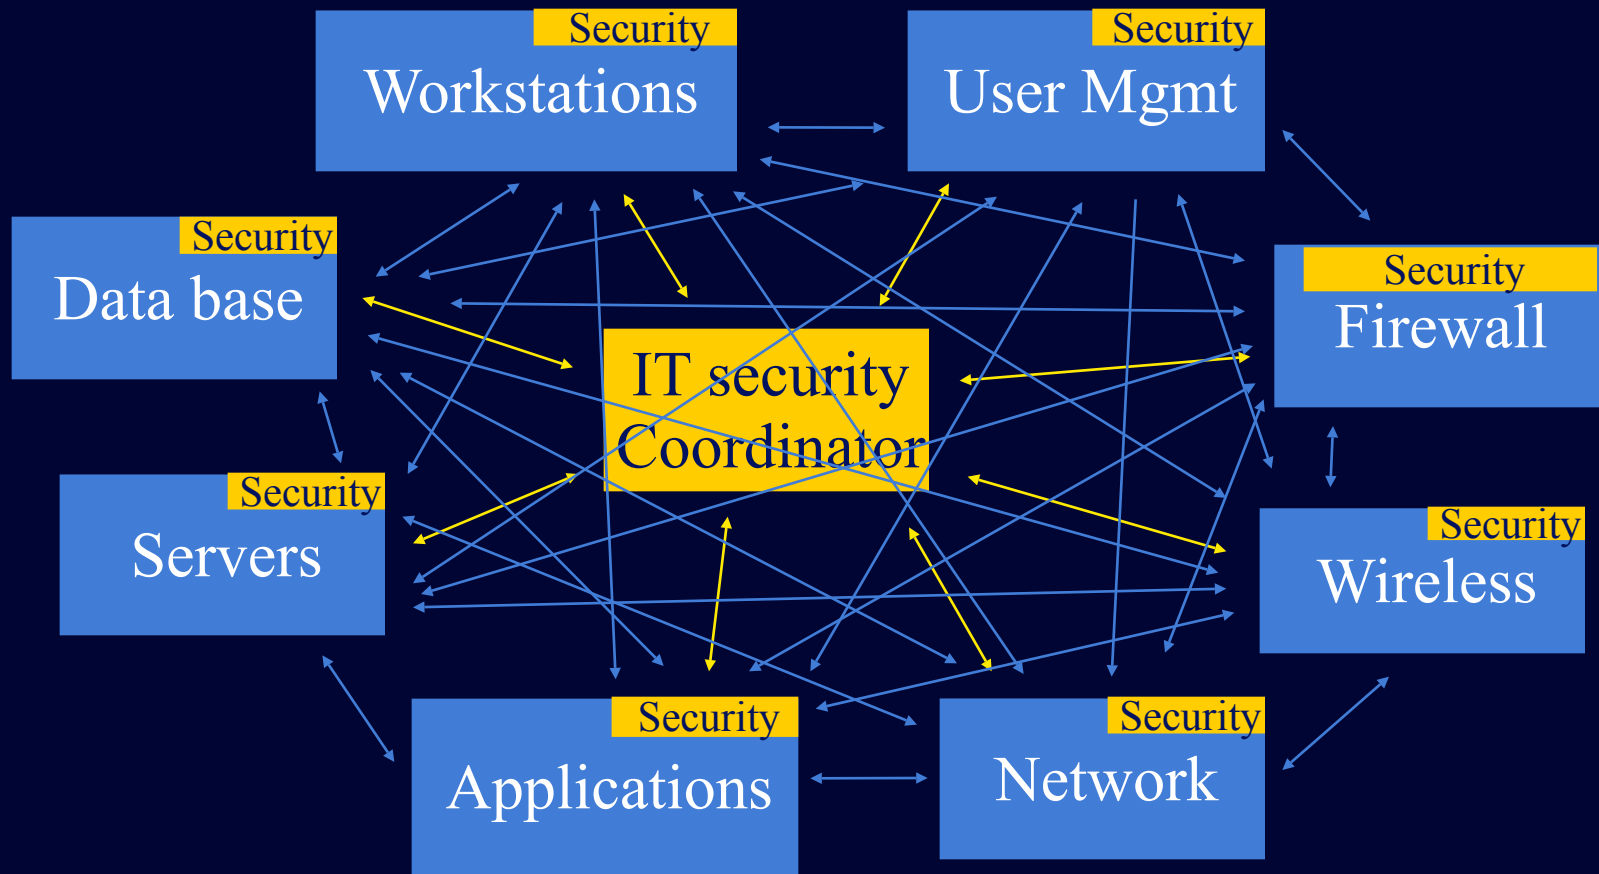 Security
Workstations
Security
User Mgmt
Security
Data base
Security
Firewall
IT security
Coordinator
Security
Servers
Security
Wireless
Security
Applications
Security
Network